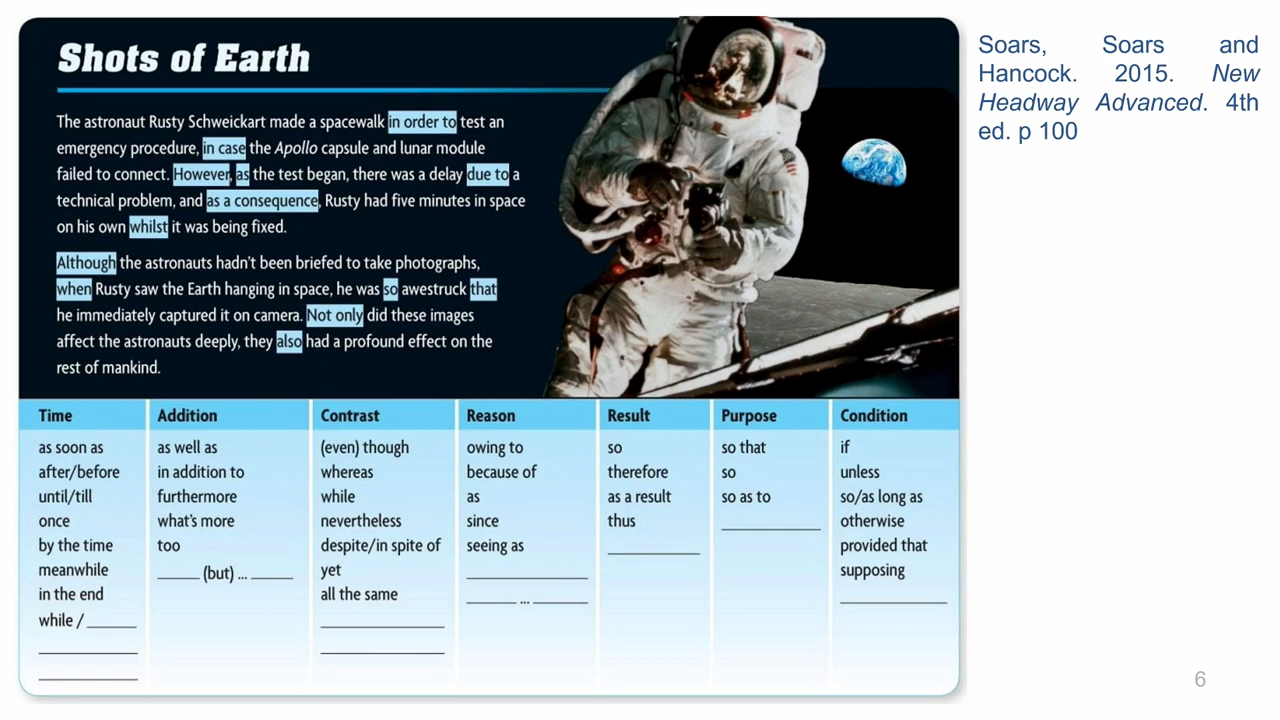 Shots of Earth
The astronaut Rusty Schweickart made a spacewalk in order to test an
emergency procedure, in case the Apollo capsule and lunar module
failed to connect. However, as the test began, there was a delay due to a
technical problem, and as a consequence, Rusty had five minutes in space
on his own whilst it was being fixed.
Although the astronauts hadn't been briefed to take photographs,
when Rusty saw the Earth hanging in space, he was so awestruck that
he immediately captured it on camera. Not only did these images
affect the astronauts deeply, they also had a profound effect on the
rest of mankind.
Time
as soon as
after/before
until/till
once
by the time
meanwhile
in the end
while / ______
______
______
Addition
as well as
in addition to
furthermore
what's more
too
______ (but) ... ______
Contrast
(even) though
whereas
while
nevertheless
despite/in spite of
yet
all the same
______
______
Reason
owing to
because of
as
since
seeing as
______
______ ... ______
Result
so
therefore
as a result
thus
______
Purpose
so that
so
so as to
______
Condition
if
unless
so/as long as
otherwise
provided that
supposing
______
Soars, Soars and
Hancock. 2015. New
Headway Advanced. 4th
ed. p 100
6